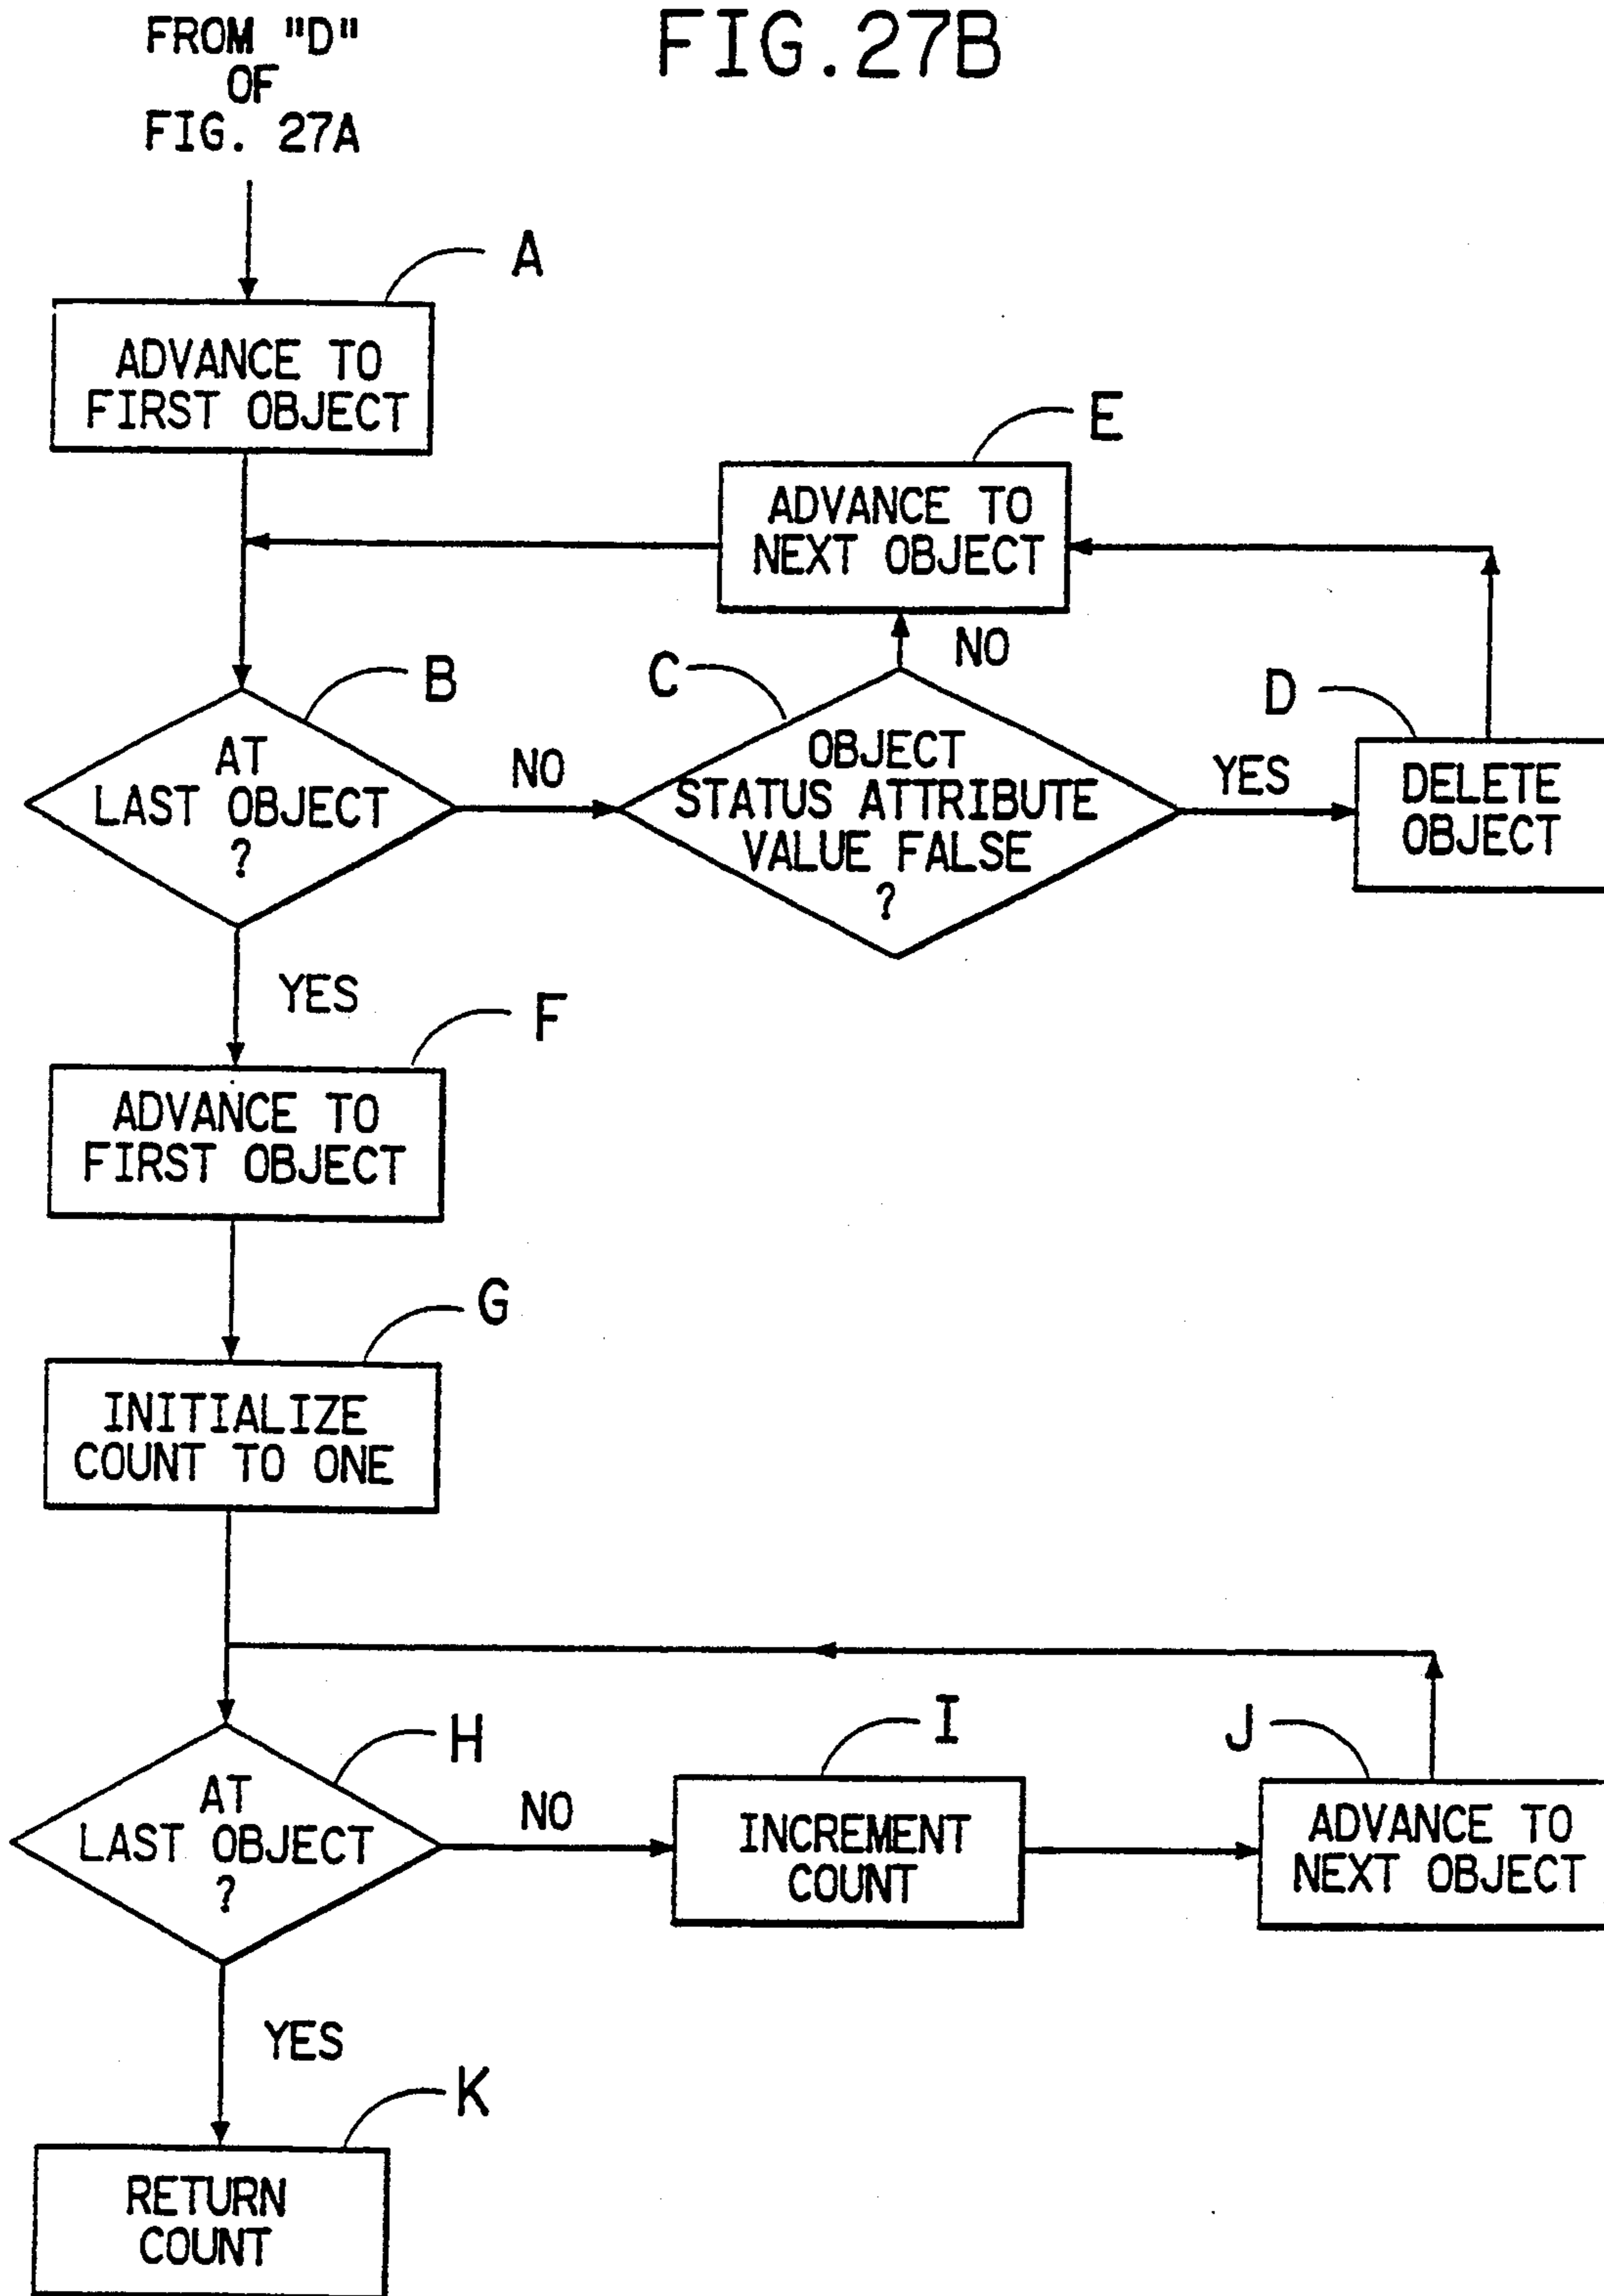 FROM "D"
OF
FIG. 27A
FIG.27B
A
ADVANCE TO
FIRST OBJECT
E
ADVANCE TO
NEXT OBJECT
NO
B
AT
LAST OBJECT
?
NO
C
OBJECT
STATUS ATTRIBUTE
VALUE FALSE
?
YES
D
DELETE
OBJECT
YES
F
ADVANCE TO
FIRST OBJECT
G
INITIALIZE
COUNT TO ONE
H
AT
LAST OBJECT
?
NO
I
INCREMENT
COUNT
J
ADVANCE TO
NEXT OBJECT
YES
K
RETURN
COUNT